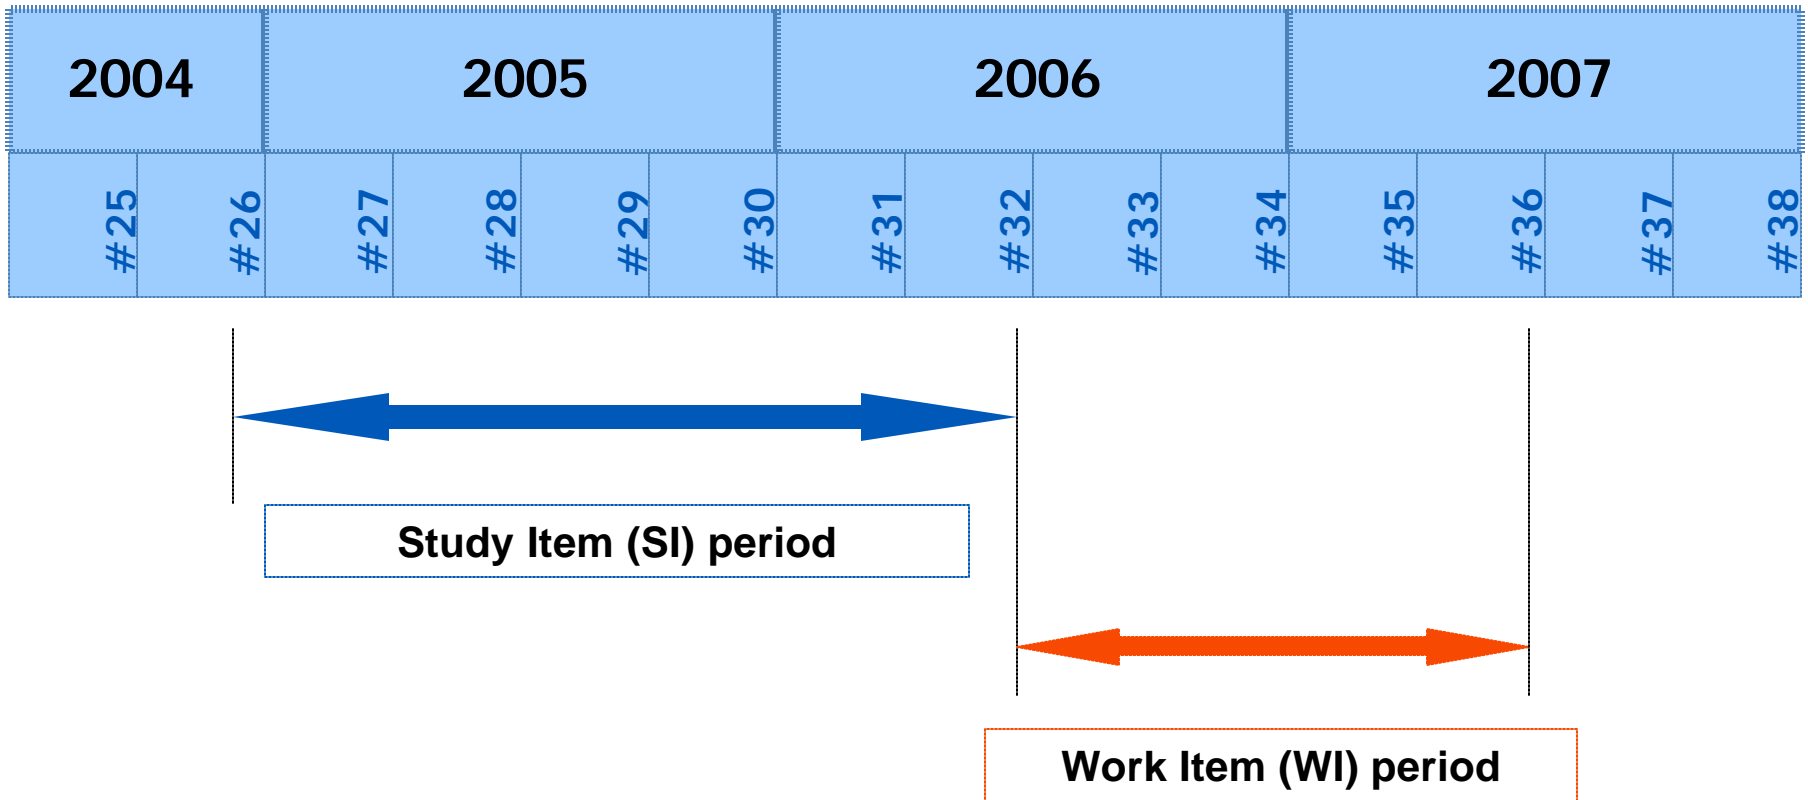 2004 2005 2006 2007
#25 #26 #27 #28 #29 #30 #31 #32 #33 #34 #35 #36 #37 #38
Study Item (SI) period
Work Item (WI) period